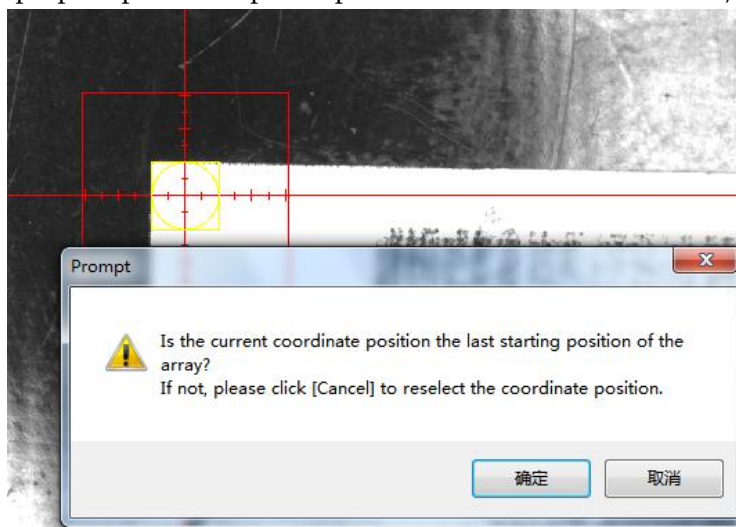 Prompt
Is the current coordinate position the last starting position of the
array?
If not, please click [Cancel] to reselect the coordinate position.
确定
取消